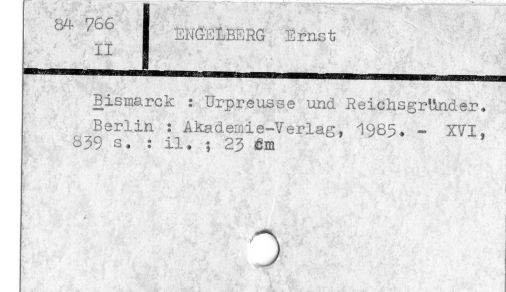 84 766
II
ENGELBERG Ernst
Bismarck : Urpreusse und Reichsgründer.
Berlin : Akademie-Verlag, 1985. - XVI,
839 s. : il. ; 23 cm